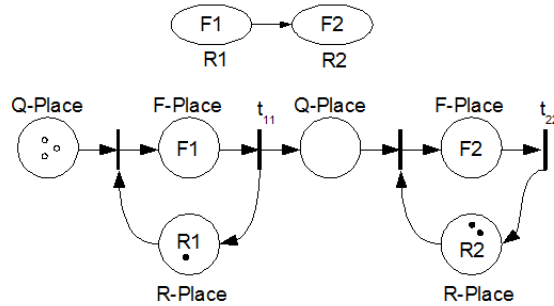 F1 F2
R1 R2
Q-Place F-Place t11 Q-Place F-Place t22
F1 F2
R1 R2
R-Place R-Place